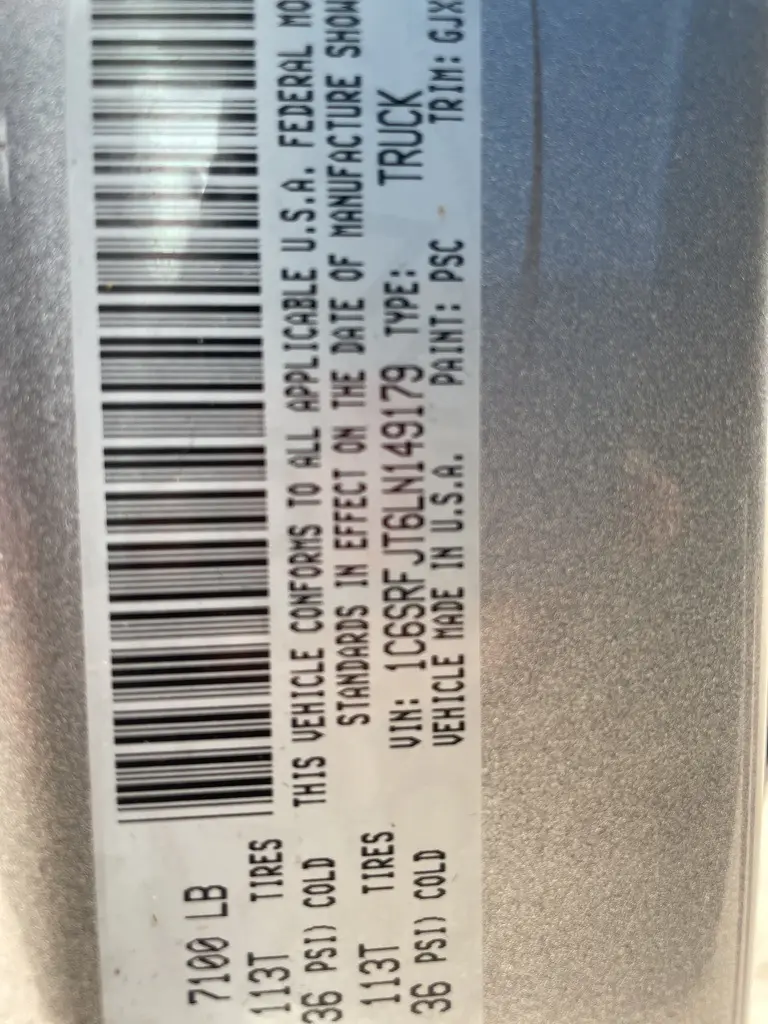 7100 LB
113T TIRES
36 PSI) COLD
113T TIRES
36 PSI) COLD
THIS VEHICLE CONFORMS TO ALL APPLICABLE U.S.A. FEDERAL MO
STANDARDS IN EFFECT ON THE DATE OF MANUFACTURE SHOW
VIN: 1C6SRFJT6LN149179 TYPE: TRUCK
VEHICLE MADE IN U.S.A. PAINT: PSC TRIM: GJX